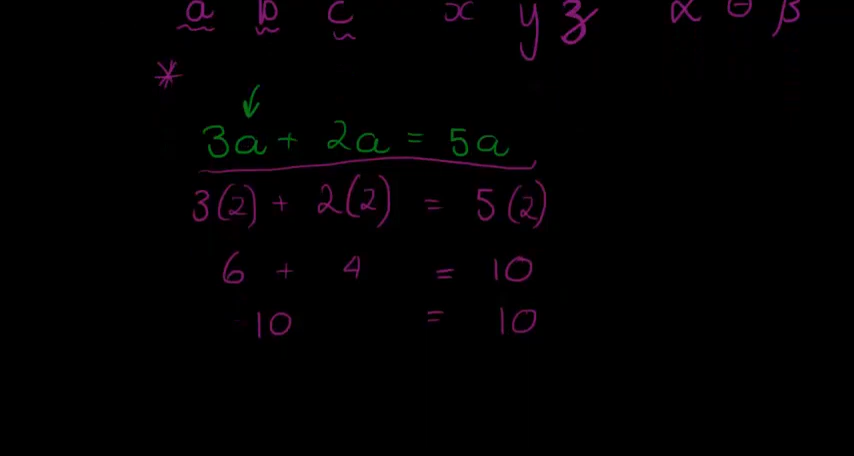 a b c x y z α θ β
*
3a + 2a = 5a
3(2) + 2(2) = 5(2)
6 + 4 = 10
10 = 10